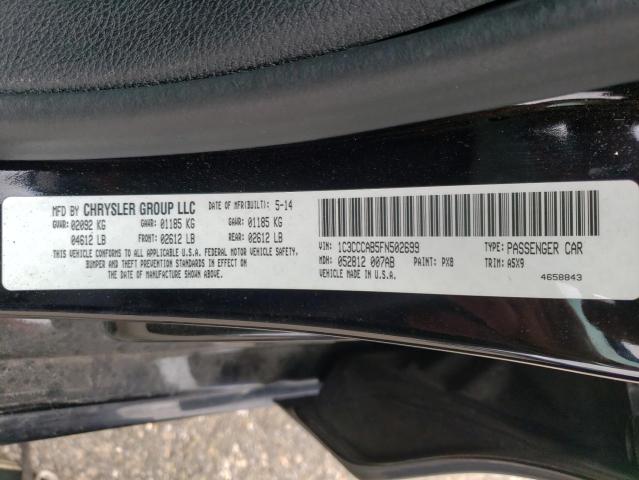 MFD BY CHRYSLER GROUP LLC DATE OF MFR(BUILT): 5-14
GVWR: 02092 KG GAWR: 01185 KG GAWR: 01185 KG
04612 LB FRONT: 02612 LB REAR: 02612 LB
THIS VEHICLE CONFORMS TO ALL APPLICABLE U.S.A. FEDERAL MOTOR VEHICLE SAFETY,
BUMPER AND THEFT PREVENTION STANDARDS IN EFFECT ON
THE DATE OF MANUFACTURE SHOWN ABOVE.
VIN: 1C3CCCAB5FN502699 TYPE: PASSENGER CAR
MDH: 052812 007AB PAINT: PX8 TRIM: A5X9
VEHICLE MADE IN U.S.A. 4658843